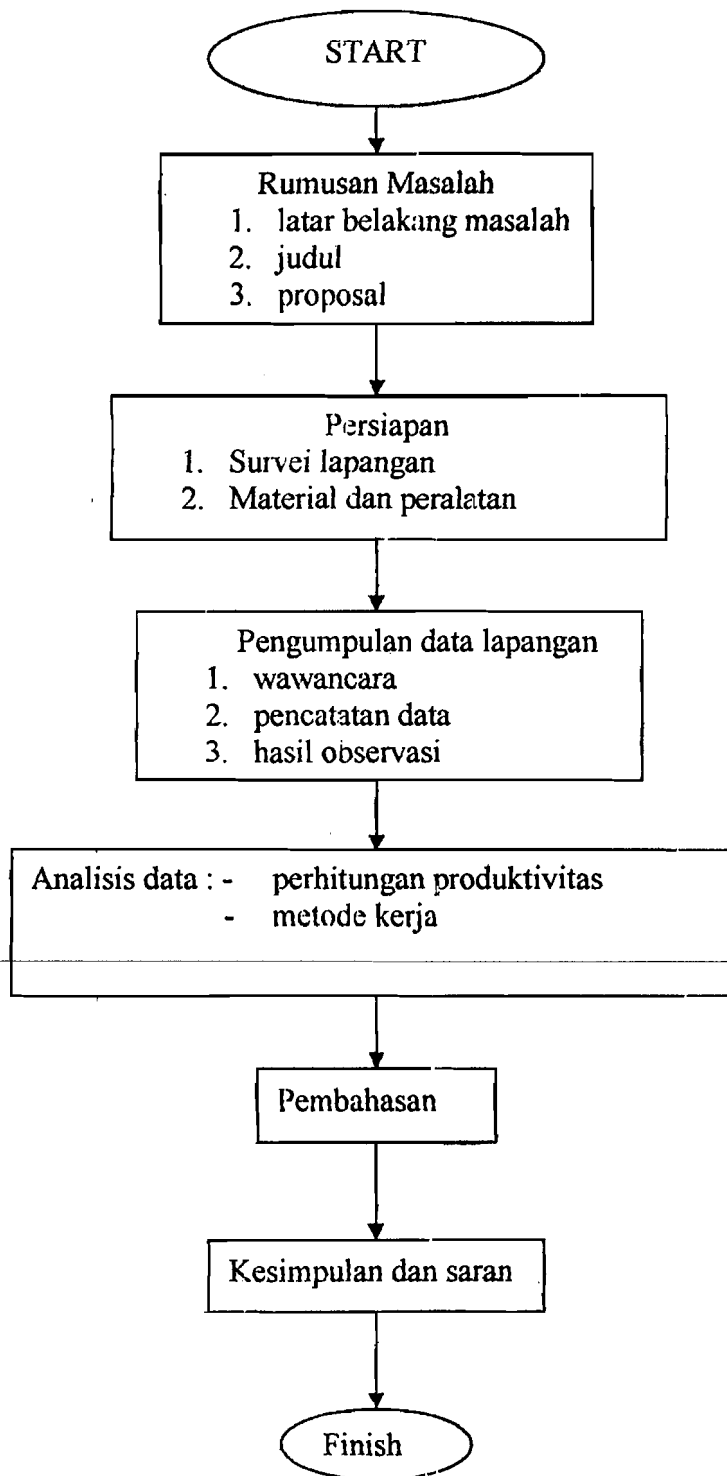 START
Rumusan Masalah
1. latar belakang masalah
2. judul
3. proposal
Persiapan
1. Survei lapangan
2. Material dan peralatan
Pengumpulan data lapangan
1. wawancara
2. pencatatan data
3. hasil observasi
Analisis data : - perhitungan produktivitas
- metode kerja
Pembahasan
Kesimpulan dan saran
Finish